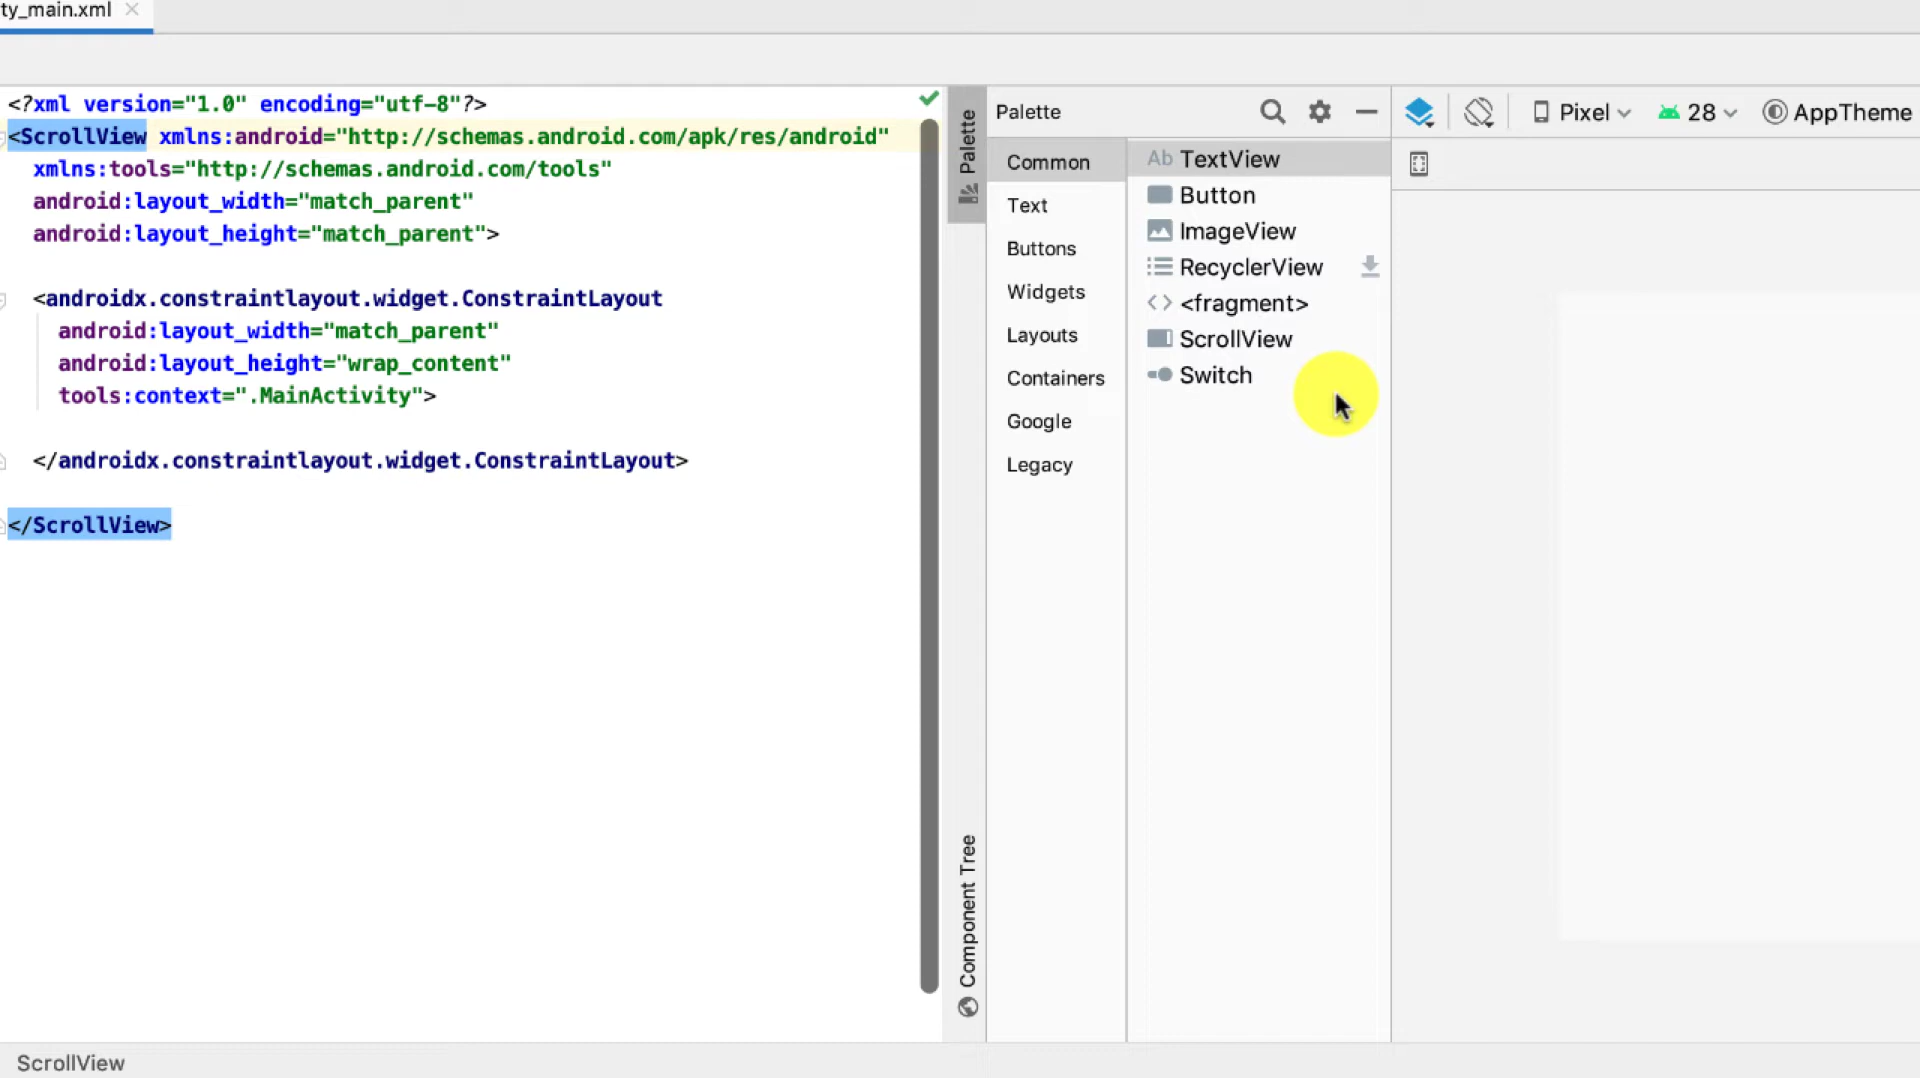 ty_main.xml
<?xml version="1.0" encoding="utf-8"?>
<ScrollView xmlns:android="http://schemas.android.com/apk/res/android"
xmlns:tools="http://schemas.android.com/tools"
android:layout_width="match_parent"
android:layout_height="match_parent">
<androidx.constraintlayout.widget.ConstraintLayout
android:layout_width="match_parent"
android:layout_height="wrap_content"
tools:context=".MainActivity">
</androidx.constraintlayout.widget.ConstraintLayout>
</ScrollView>
Palette
Component Tree
Palette
Common
Text
Buttons
Widgets
Layouts
Containers
Google
Legacy
Ab TextView
Button
ImageView
RecyclerView
<> <fragment>
ScrollView
Switch
Pixel 28 AppTheme
ScrollView